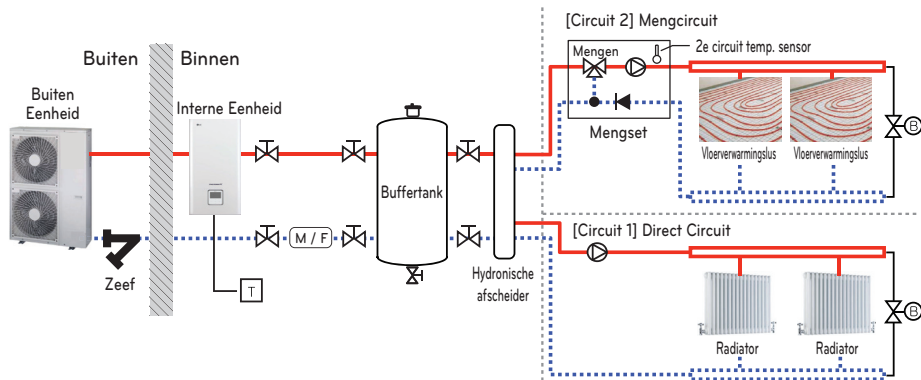 [Circuit 2] Mengcircuit
2e circuit temp. sensor
Mengen
Buiten
Binnen
Buiten
Eenheid
Interne Eenheid
Mengset
B
Vloerverwarmingslus
Vloerverwarmingslus
Buffertank
[Circuit 1] Direct Circuit
M / F
Zeef
T
Hydronische
afscheider
B
Radiator
Radiator